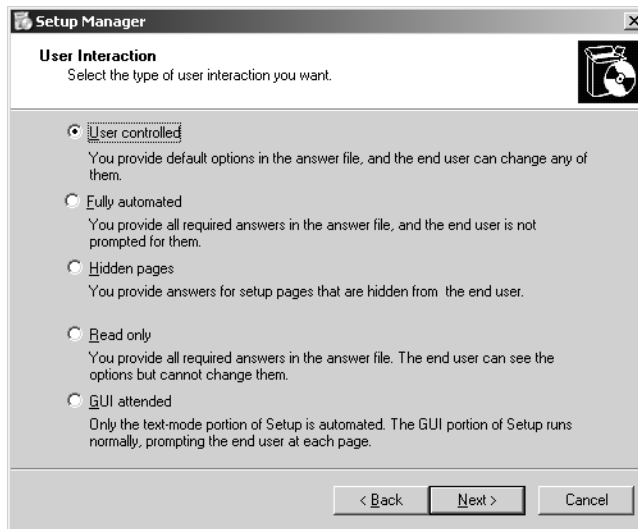 Setup Manager
User Interaction
Select the type of user interaction you want.
User controlled
You provide default options in the answer file, and the end user can change any of
them.
Fully automated
You provide all required answers in the answer file, and the end user is not
prompted for them.
Hidden pages
You provide answers for setup pages that are hidden from the end user.
Read only
You provide all required answers in the answer file. The end user can see the
options but cannot change them.
GUI attended
Only the text-mode portion of Setup is automated. The GUI portion of Setup runs
normally, prompting the end user at each page.
< Back Next > Cancel